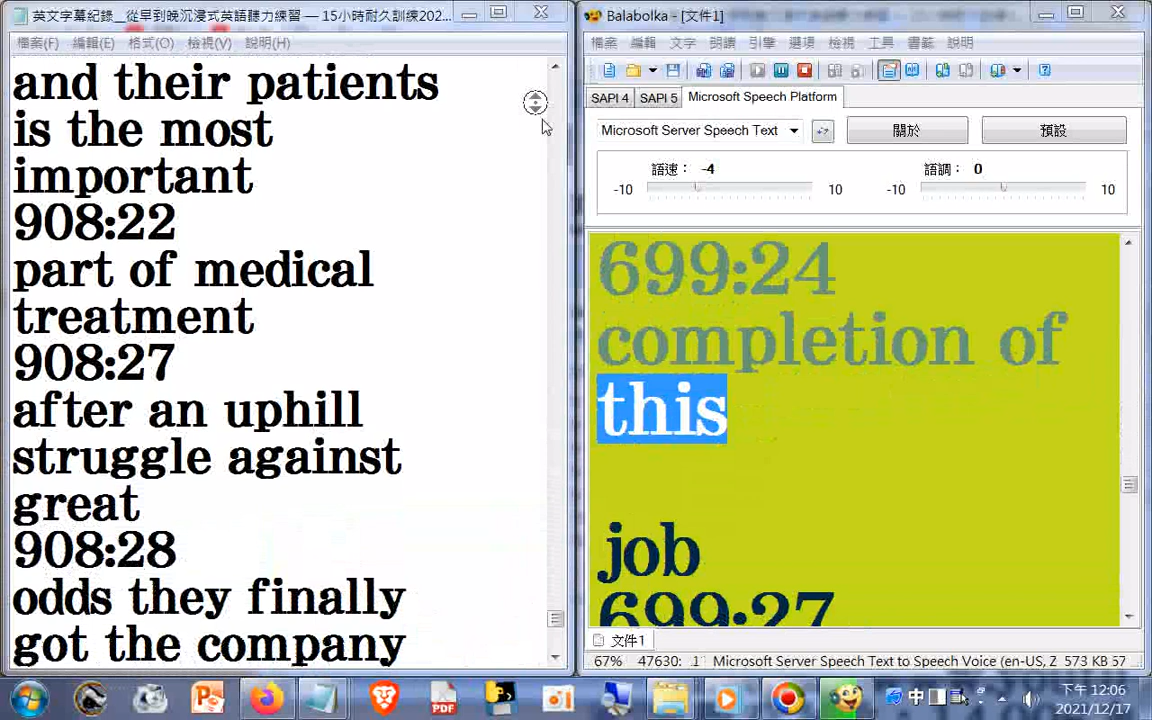 英文字幕紀錄__從早到晚沉浸式英語聽力練習 — 15小時耐久訓練202...
檔案(F) 編輯(E) 格式(O) 檢視(V) 說明(H)
and their patients
is the most
important
908:22
part of medical
treatment
908:27
after an uphill
struggle against
great
908:28
odds they finally
got the company
Balabolka - [文件1]
檔案 編輯 文字 朗讀 引擎 選項 檢視 工具 書籤 說明
SAPI 4 SAPI 5 Microsoft Speech Platform
Microsoft Server Speech Text 關於 預設
語速： -4 語調： 0
-10 10 -10 10
699:24
completion of
this
job
699:27
文件1
67% 47630: 1 Microsoft Server Speech Text to Speech Voice (en-US, Z 573 KB 57
PDF
中
下午 12:06
2021/12/17